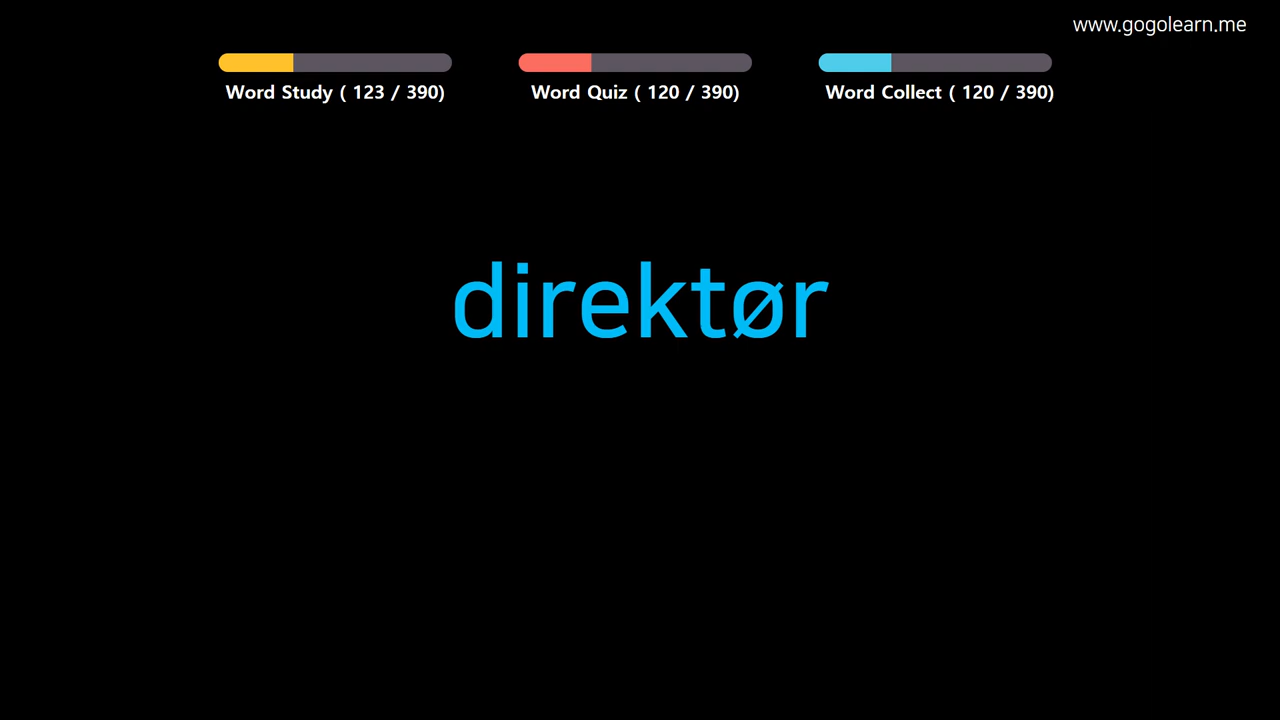 www.gogolearn.me
Word Study ( 123 / 390)
Word Quiz ( 120 / 390)
Word Collect ( 120 / 390)
direktør